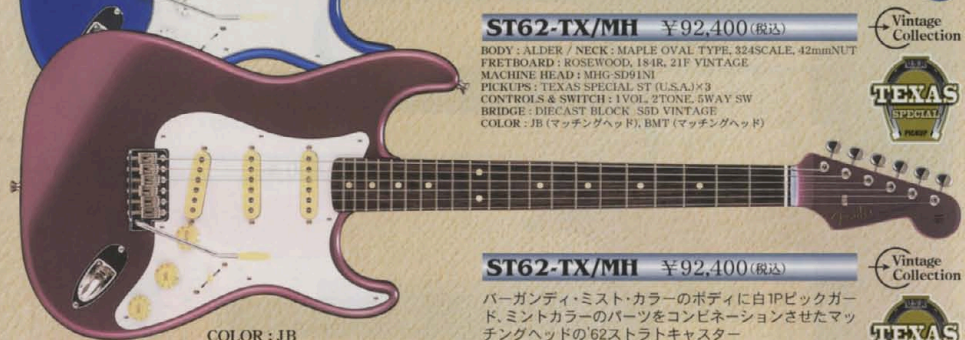 ST62-TX/MH ¥92,400(税込)
Vintage
Collection
BODY : ALDER / NECK : MAPLE OVAL TYPE, 324SCALE, 42mmNUT
FRETBOARD : ROSEWOOD, 184R, 21F VINTAGE
MACHINE HEAD : MHG-SD91NI
PICKUPS : TEXAS SPECIAL ST (U.S.A.)×3
CONTROLS & SWITCH : 1VOL, 2TONE, 5WAY SW
BRIDGE : DIECAST BLOCK S5D VINTAGE
COLOR : JB (マッチングヘッド), BMT (マッチングヘッド)
U.S.A.
TEXAS
SPECIAL
PICKUP
Fender
ST62-TX/MH ¥92,400(税込)
Vintage
Collection
バーガンディ・ミスト・カラーのボディに白1Pピックガー
ド、ミントカラーのパーツをコンビネーションさせたマッ
チングヘッドの'62ストラトキャスター
U.S.A.
TEXAS
COLOR : JB